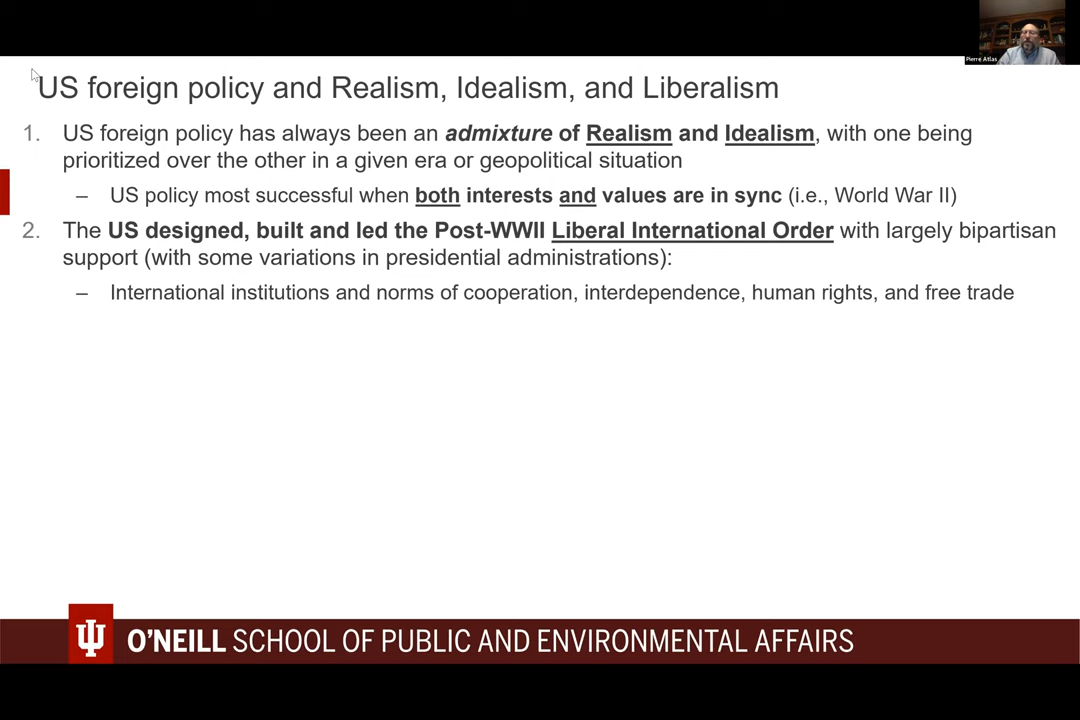 Pierre Atlas
US foreign policy and Realism, Idealism, and Liberalism
1. US foreign policy has always been an admixture of Realism and Idealism, with one being
prioritized over the other in a given era or geopolitical situation
– US policy most successful when both interests and values are in sync (i.e., World War II)
2. The US designed, built and led the Post-WWII Liberal International Order with largely bipartisan
support (with some variations in presidential administrations):
– International institutions and norms of cooperation, interdependence, human rights, and free trade
O'NEILL SCHOOL OF PUBLIC AND ENVIRONMENTAL AFFAIRS